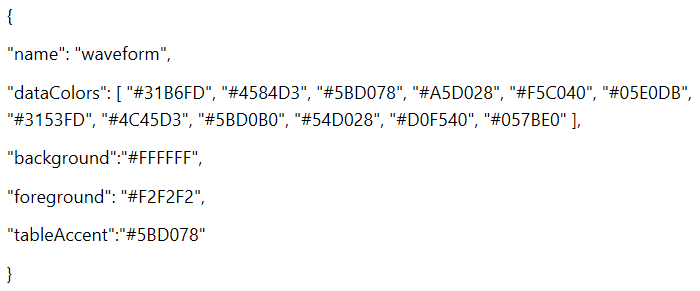 {
"name": "waveform",
"dataColors": [ "#31B6FD", "#4584D3", "#5BD078", "#A5D028", "#F5C040", "#05E0DB",
"#3153FD", "#4C45D3", "#5BD0B0", "#54D028", "#D0F540", "#057BE0" ],
"background":"#FFFFFF",
"foreground": "#F2F2F2",
"tableAccent":"#5BD078"
}